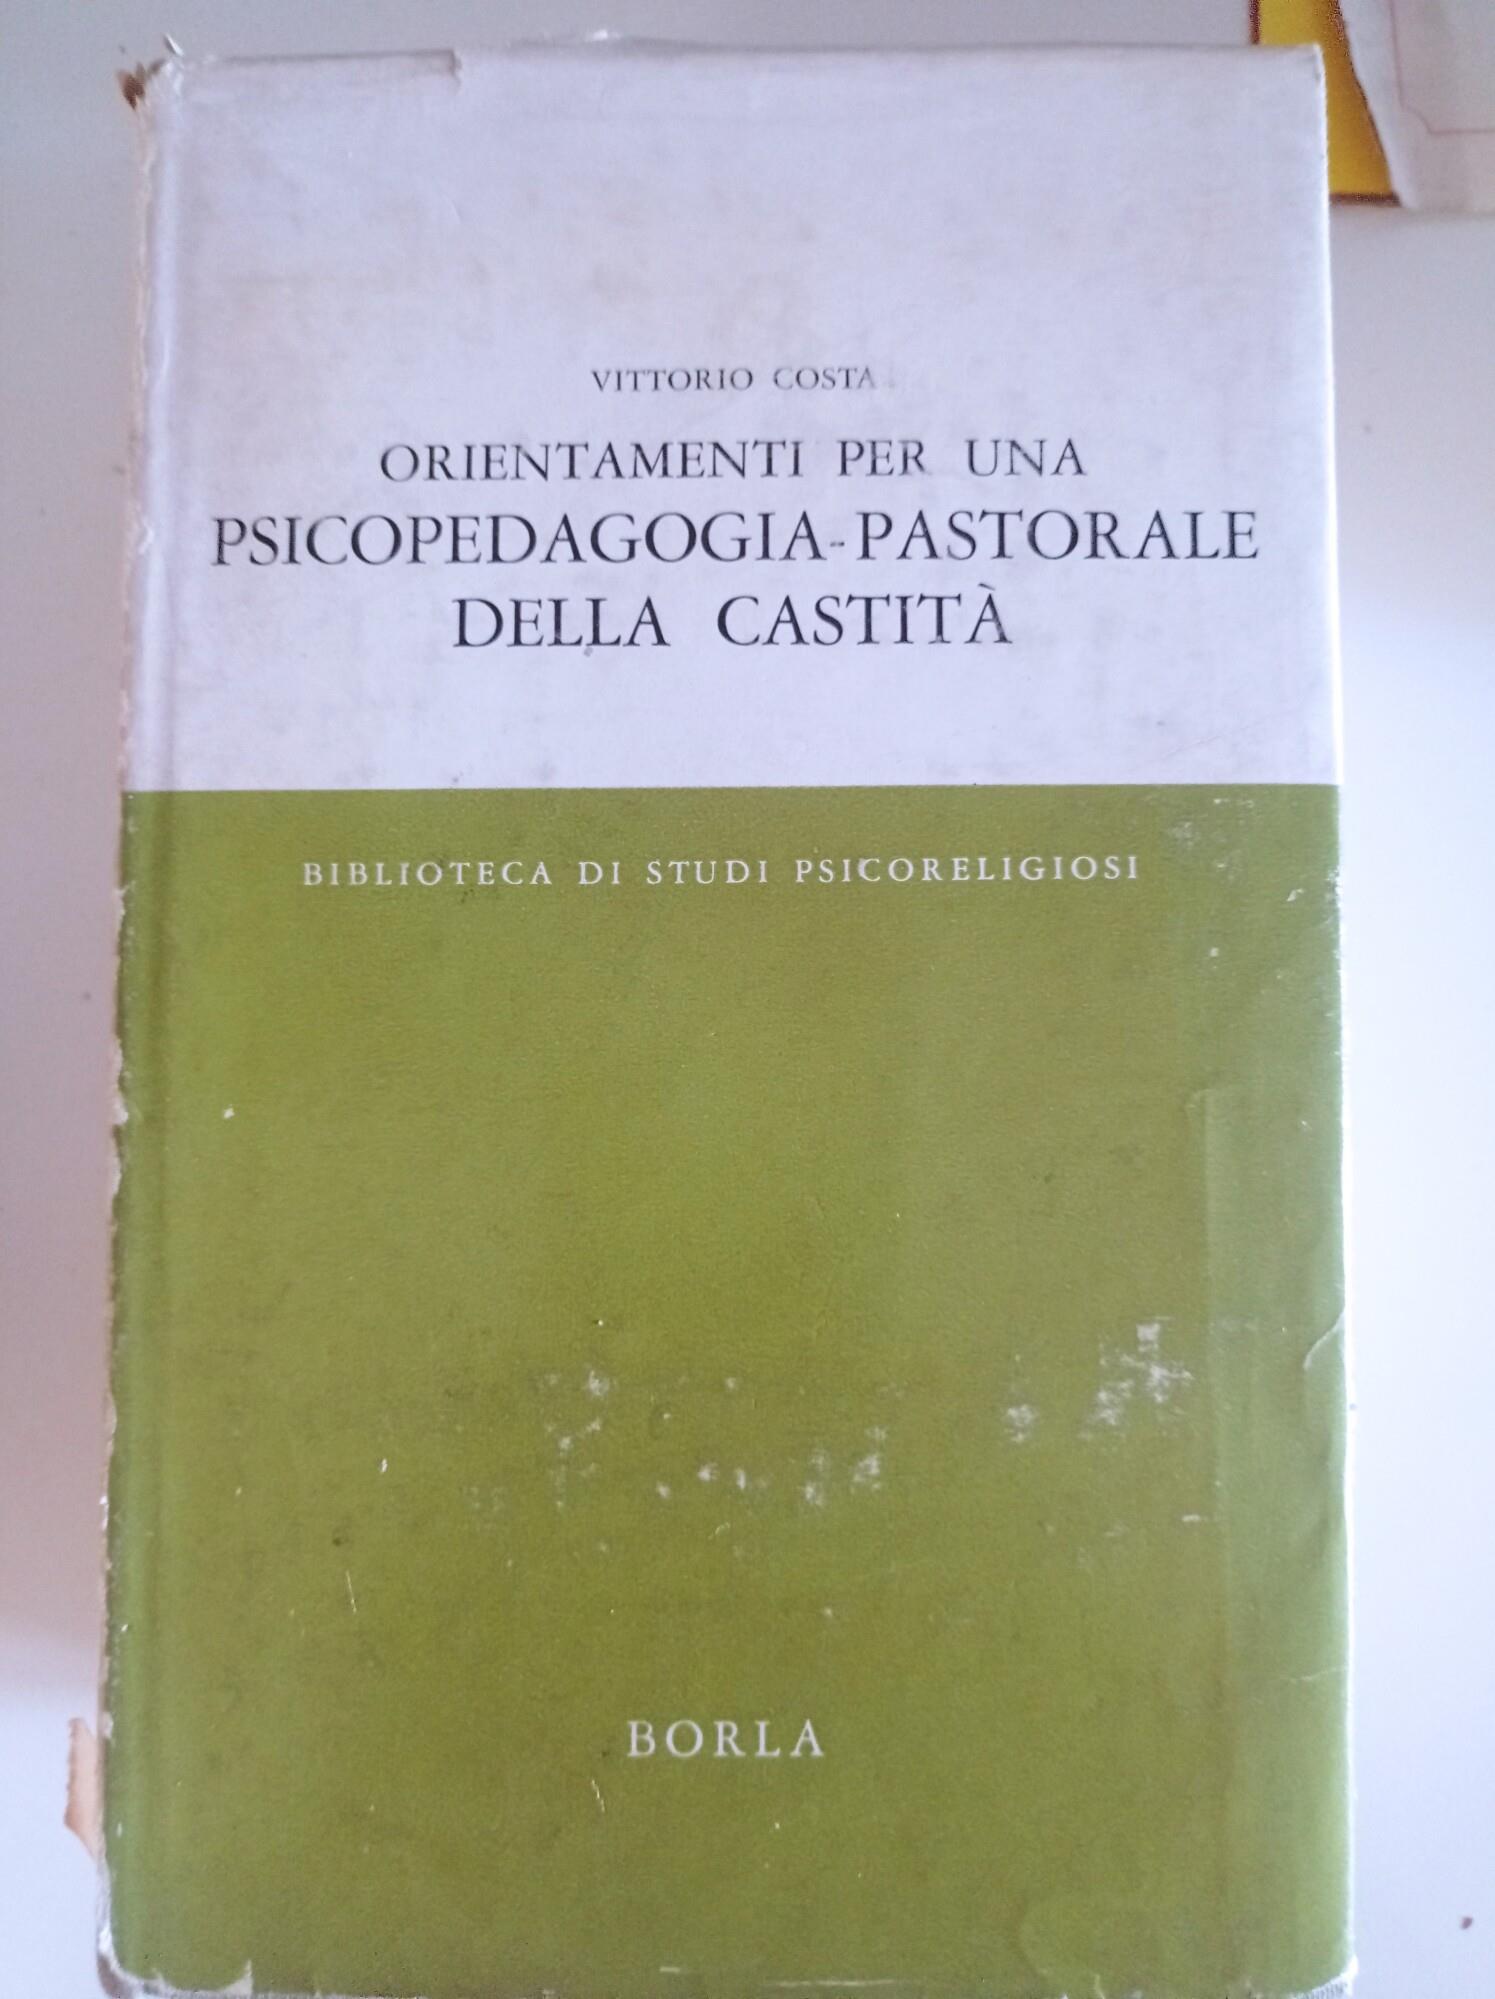 VITTORIO COSTA
ORIENTAMENTI PER UNA
PSICOPEDAGOGIA-PASTORALE
DELLA CASTITÀ
BIBLIOTECA DI STUDI PSICORELIGIOSI
BORLA